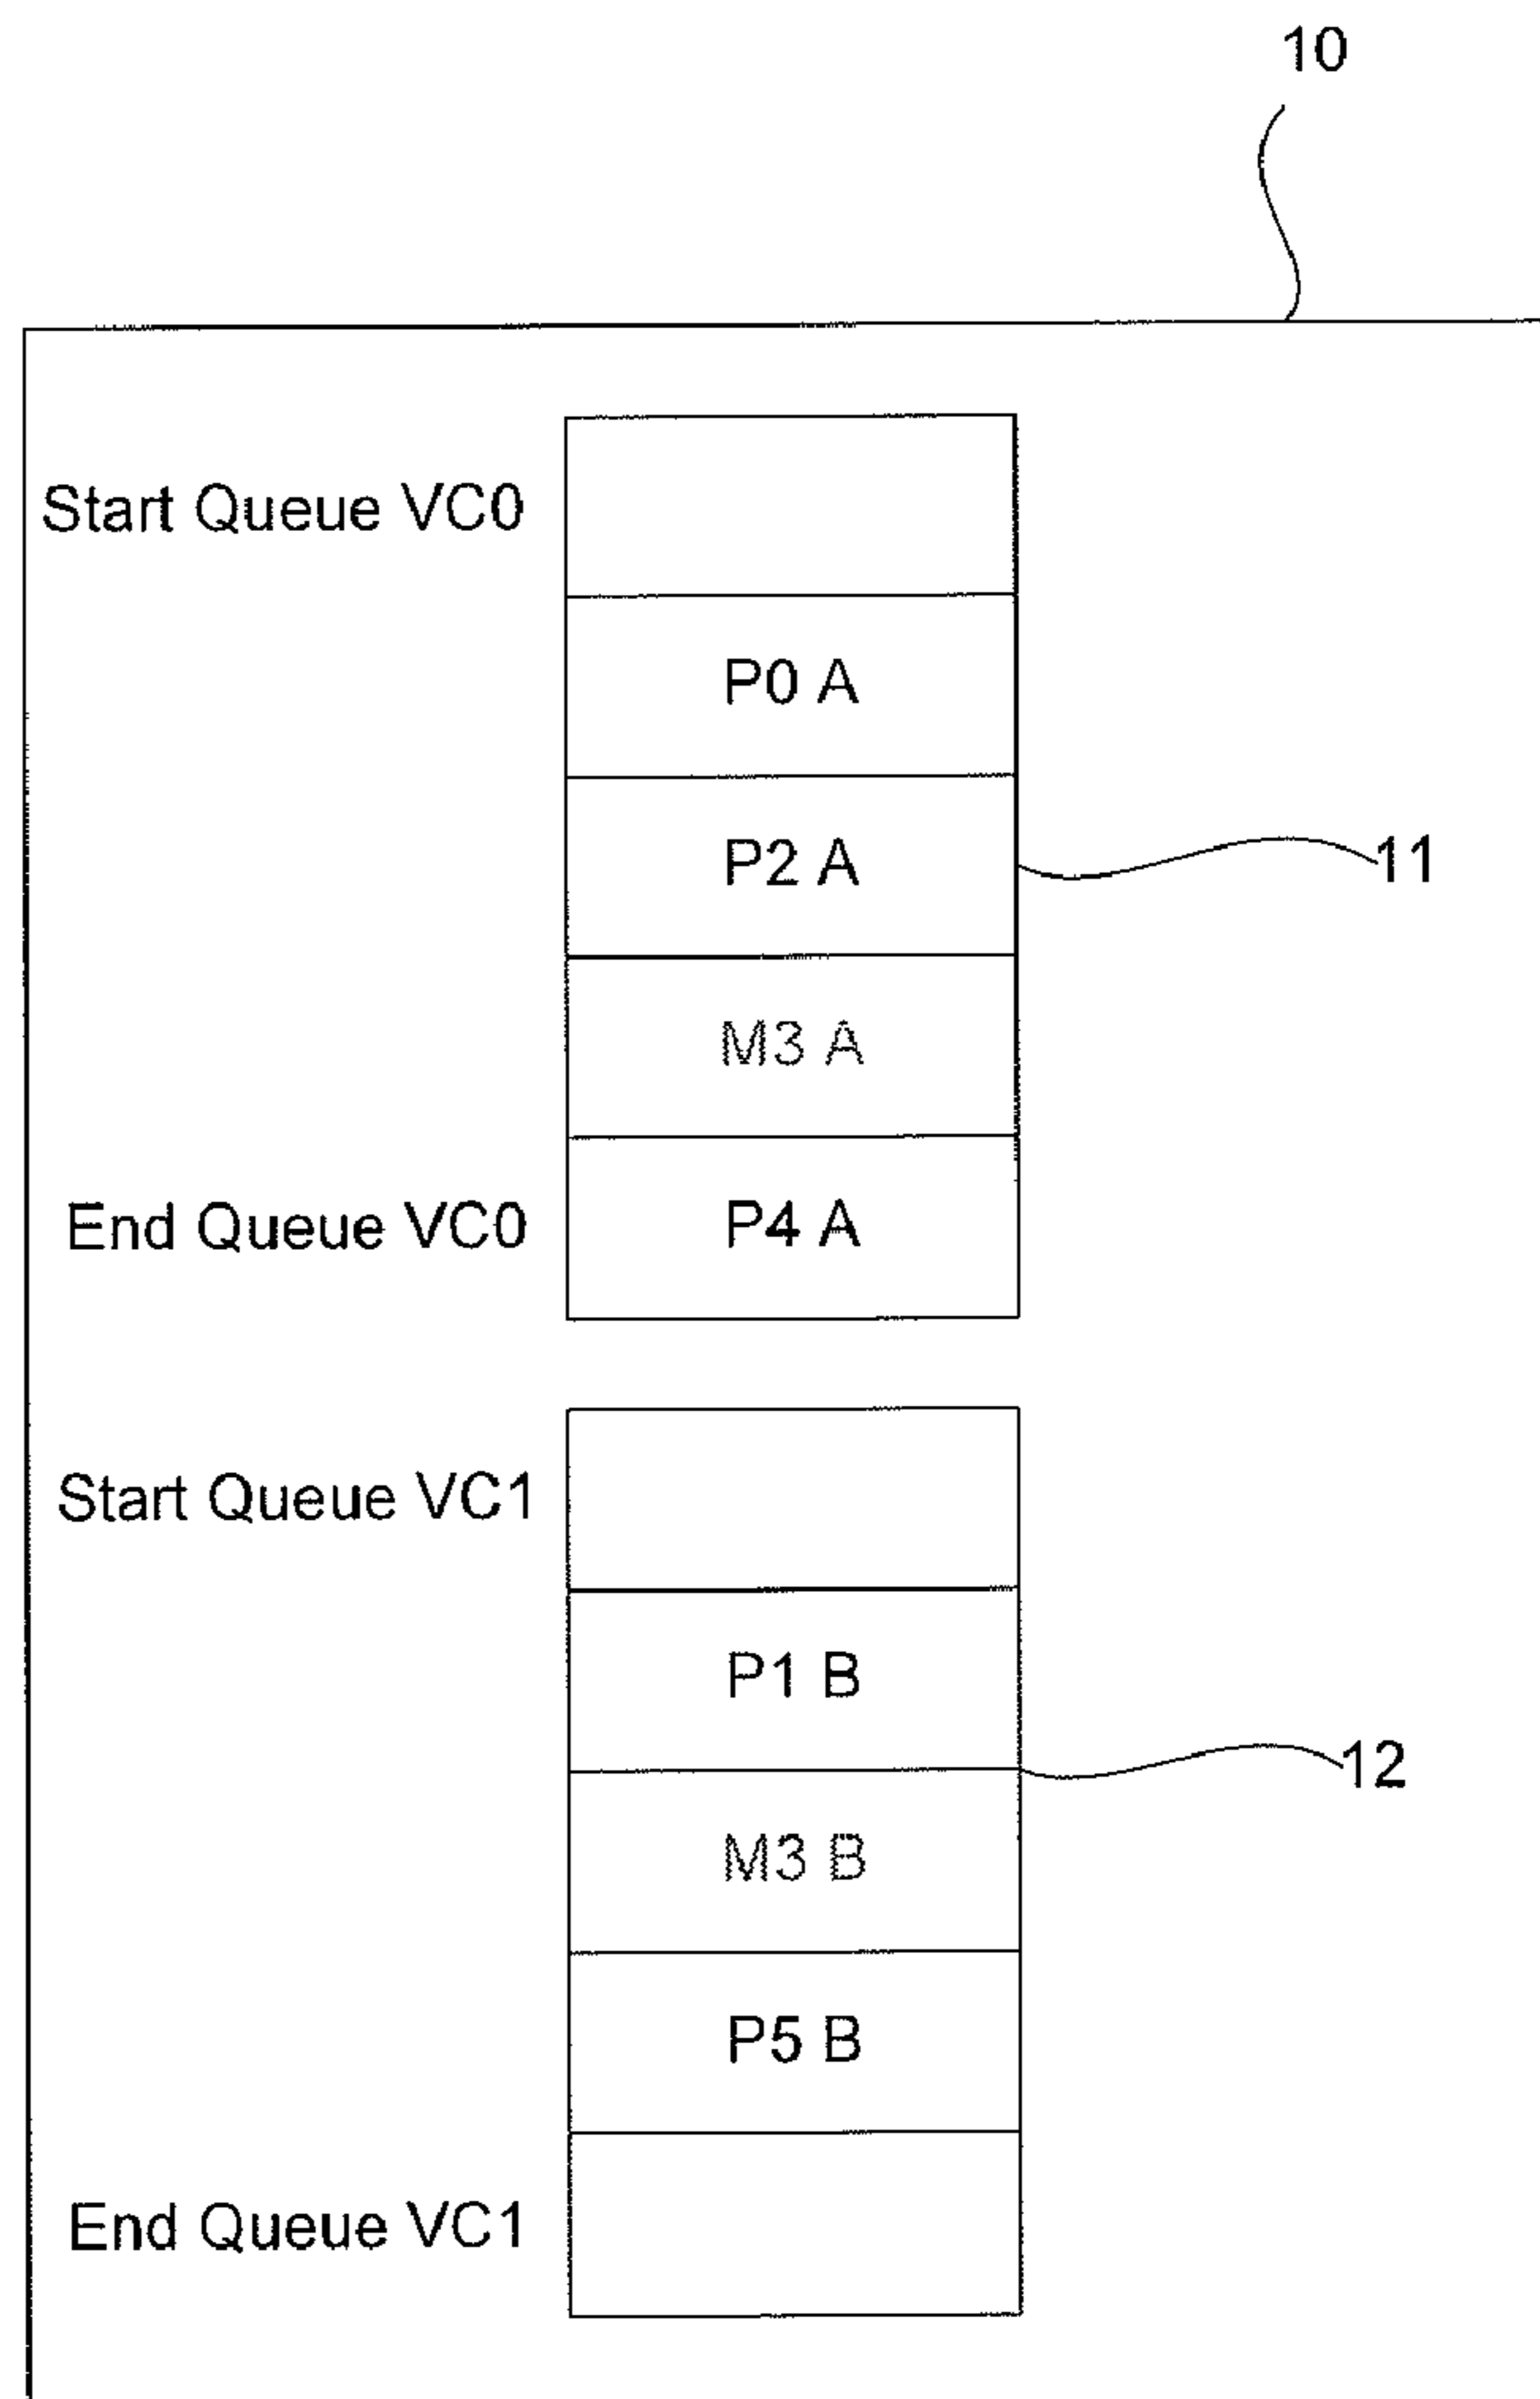 10
Start Queue VC0
P0 A
P2 A
11
M3 A
End Queue VC0
P4 A
Start Queue VC1
P1 B
12
M3 B
P5 B
End Queue VC1